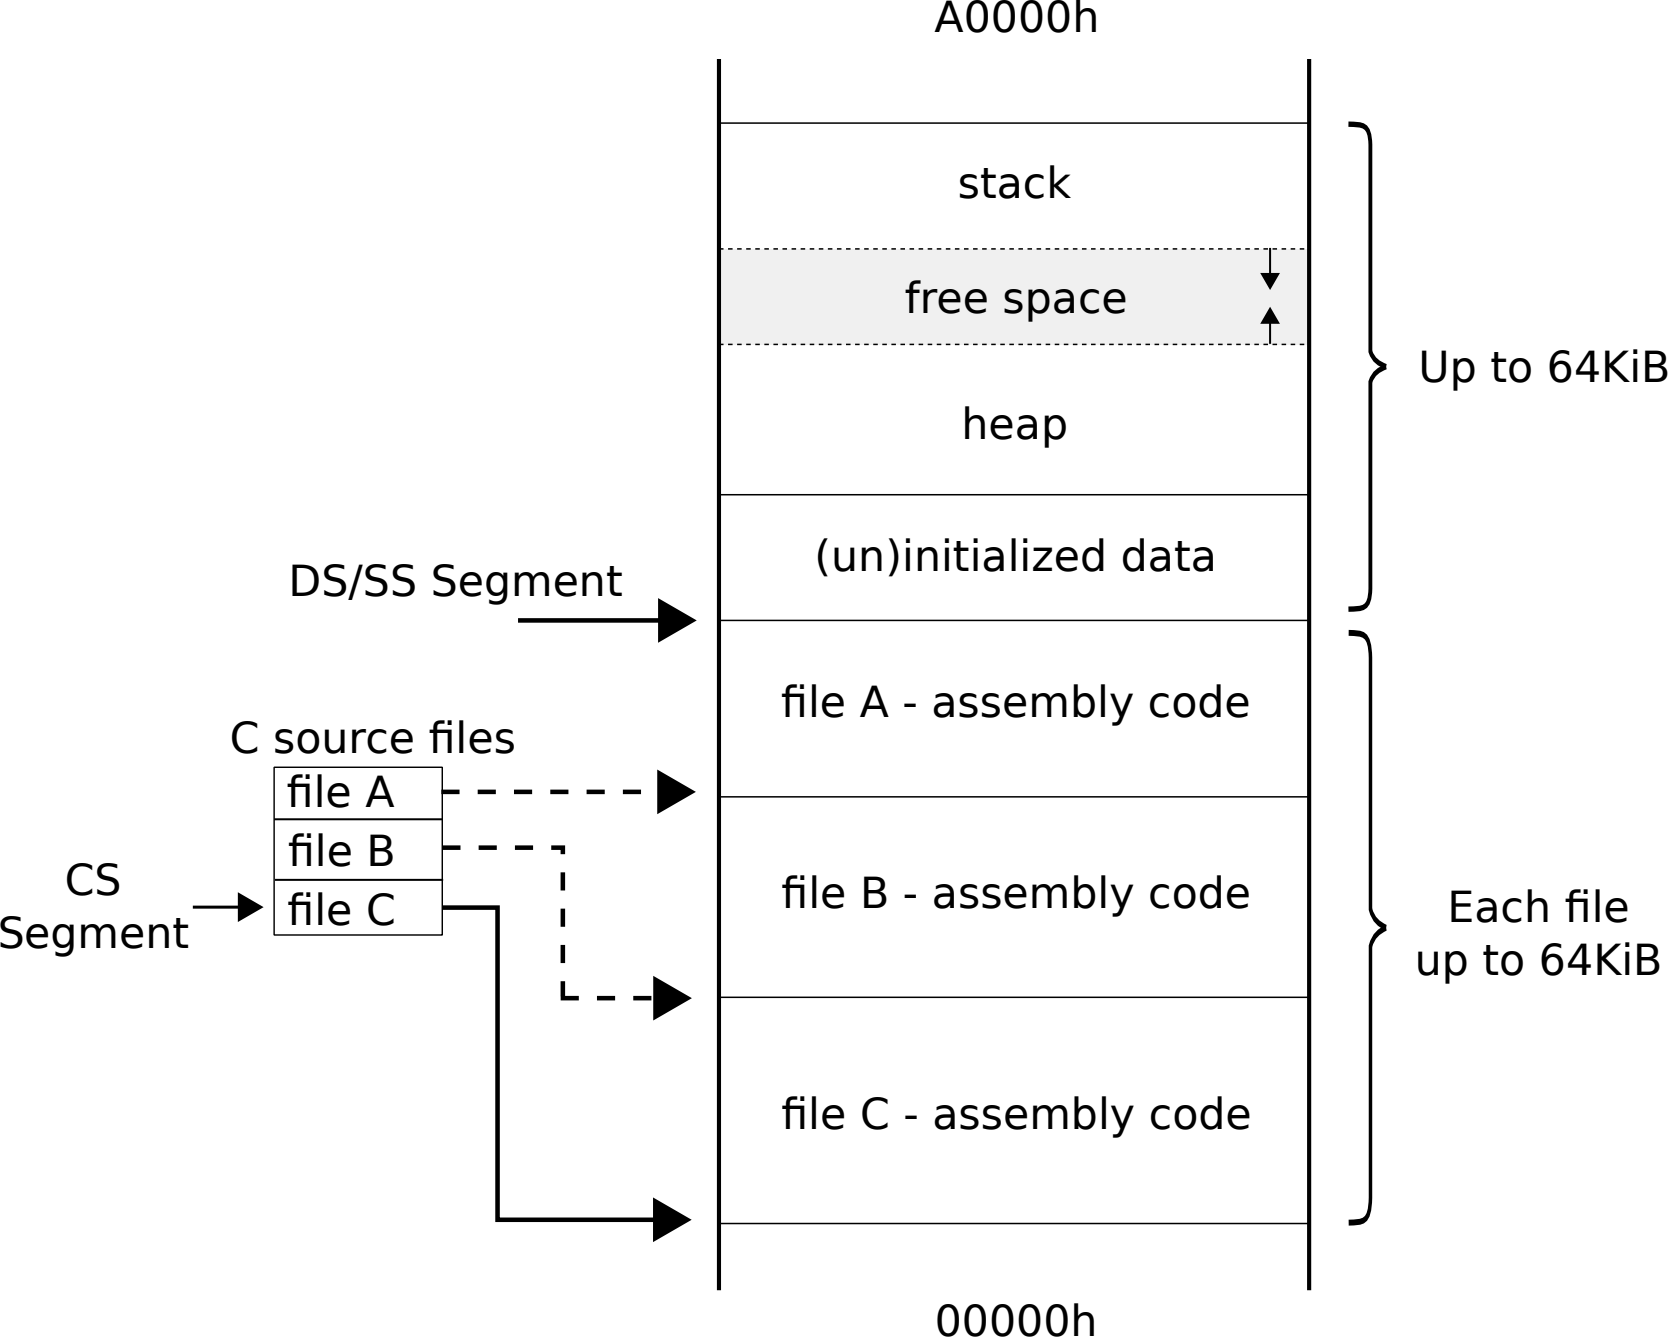 A0000h
stack
free space
heap
Up to 64KiB
(un)initialized data
DS/SS Segment
file A - assembly code
C source files
file A
file B
file C
CS
Segment
file B - assembly code
Each file
up to 64KiB
file C - assembly code
00000h